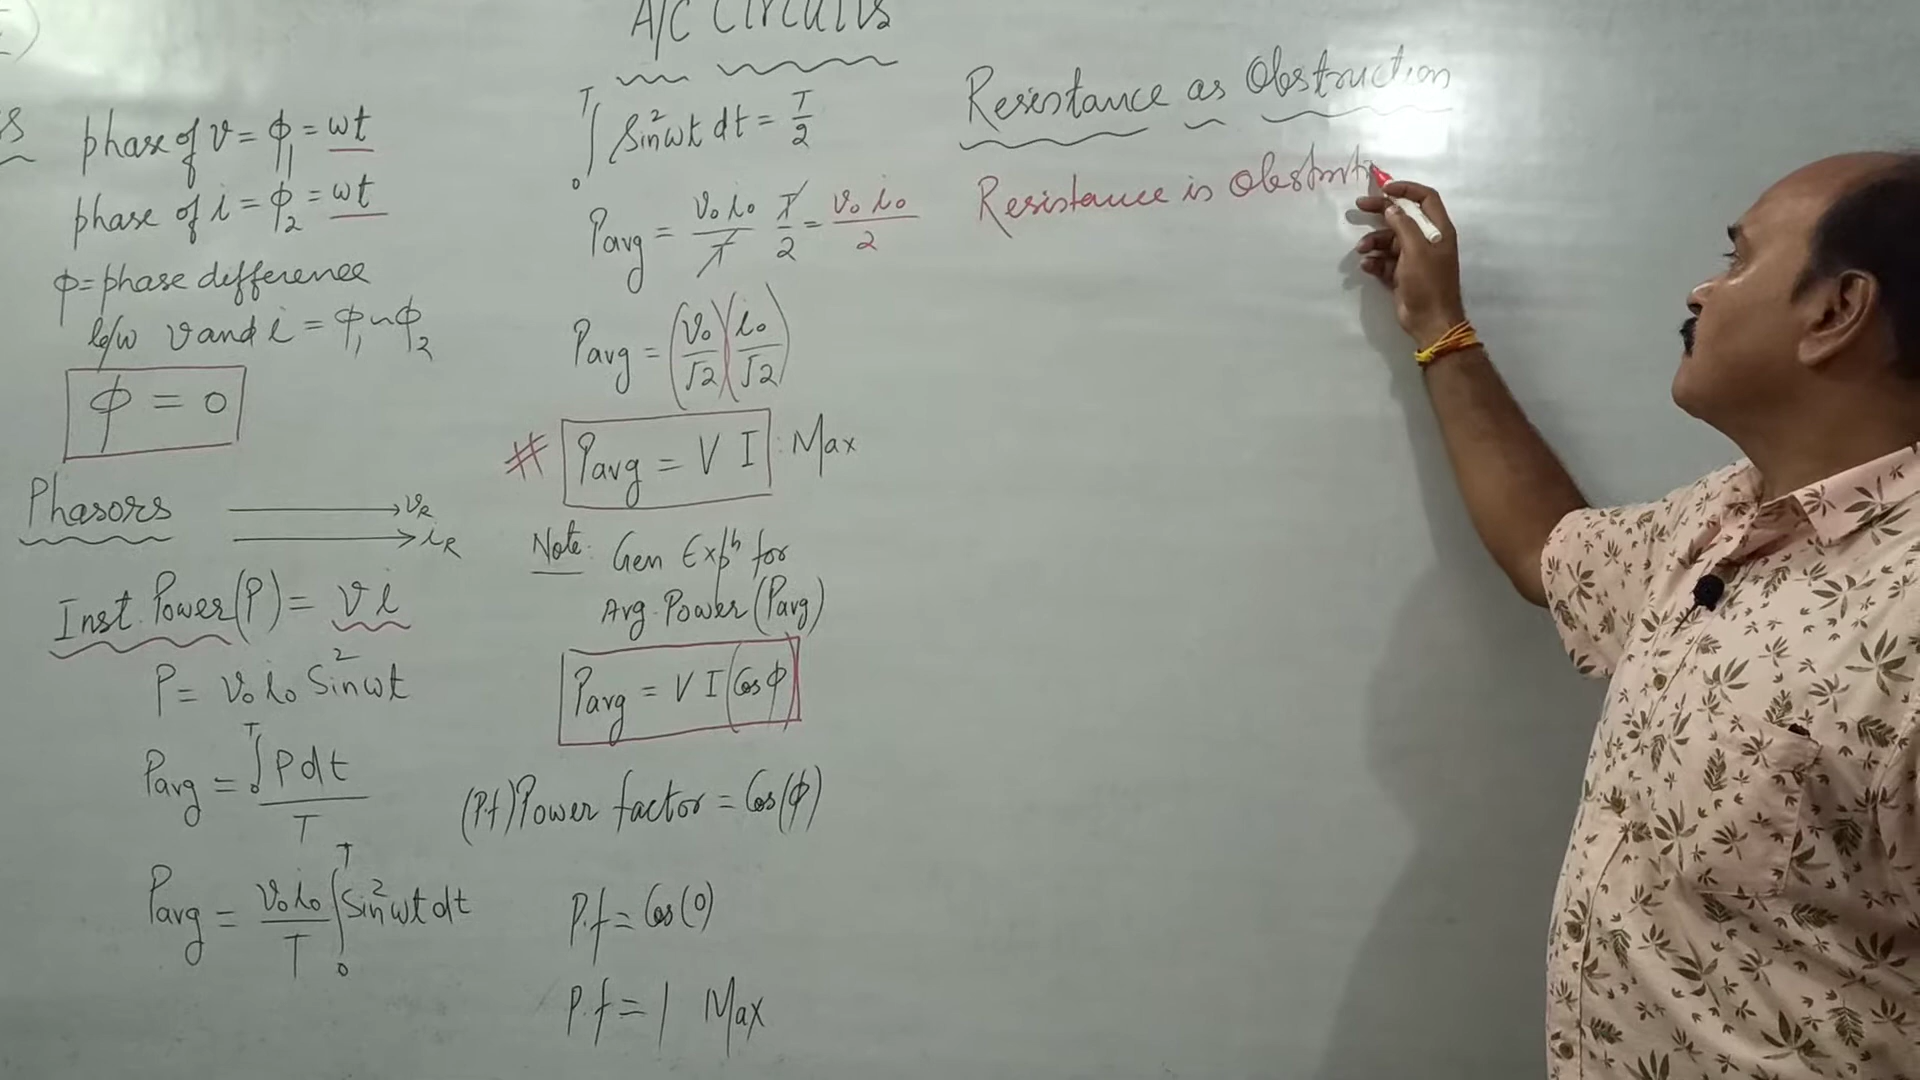 A/C Circuits
phase of v = ϕ₁ = ωt
phase of i = ϕ₂ = ωt
ϕ = phase difference
b/w v and i = ϕ₁ ~ ϕ₂
ϕ = 0
Phasors
v_R
i_R
Inst. Power (P) = v i
P = v₀ i₀ Sin²ωt
Pavg = ∫₀ᵀ P dt / T
Pavg = v₀ i₀ / T ∫₀ᵀ Sin²ωt dt
∫₀ᵀ Sin²ωt dt = T/2
Pavg = v₀ i₀ / T T/2 = v₀ i₀ / 2
Pavg = (v₀/√2)(i₀/√2)
# Pavg = V I : Max
Note: Gen Expⁿ for
Avg. Power (Pavg)
Pavg = V I (Cos ϕ)
(P.f) Power factor = Cos(ϕ)
P.f = Cos(0)
P.f = 1 Max
Resistance as Obstruction
Resistance is